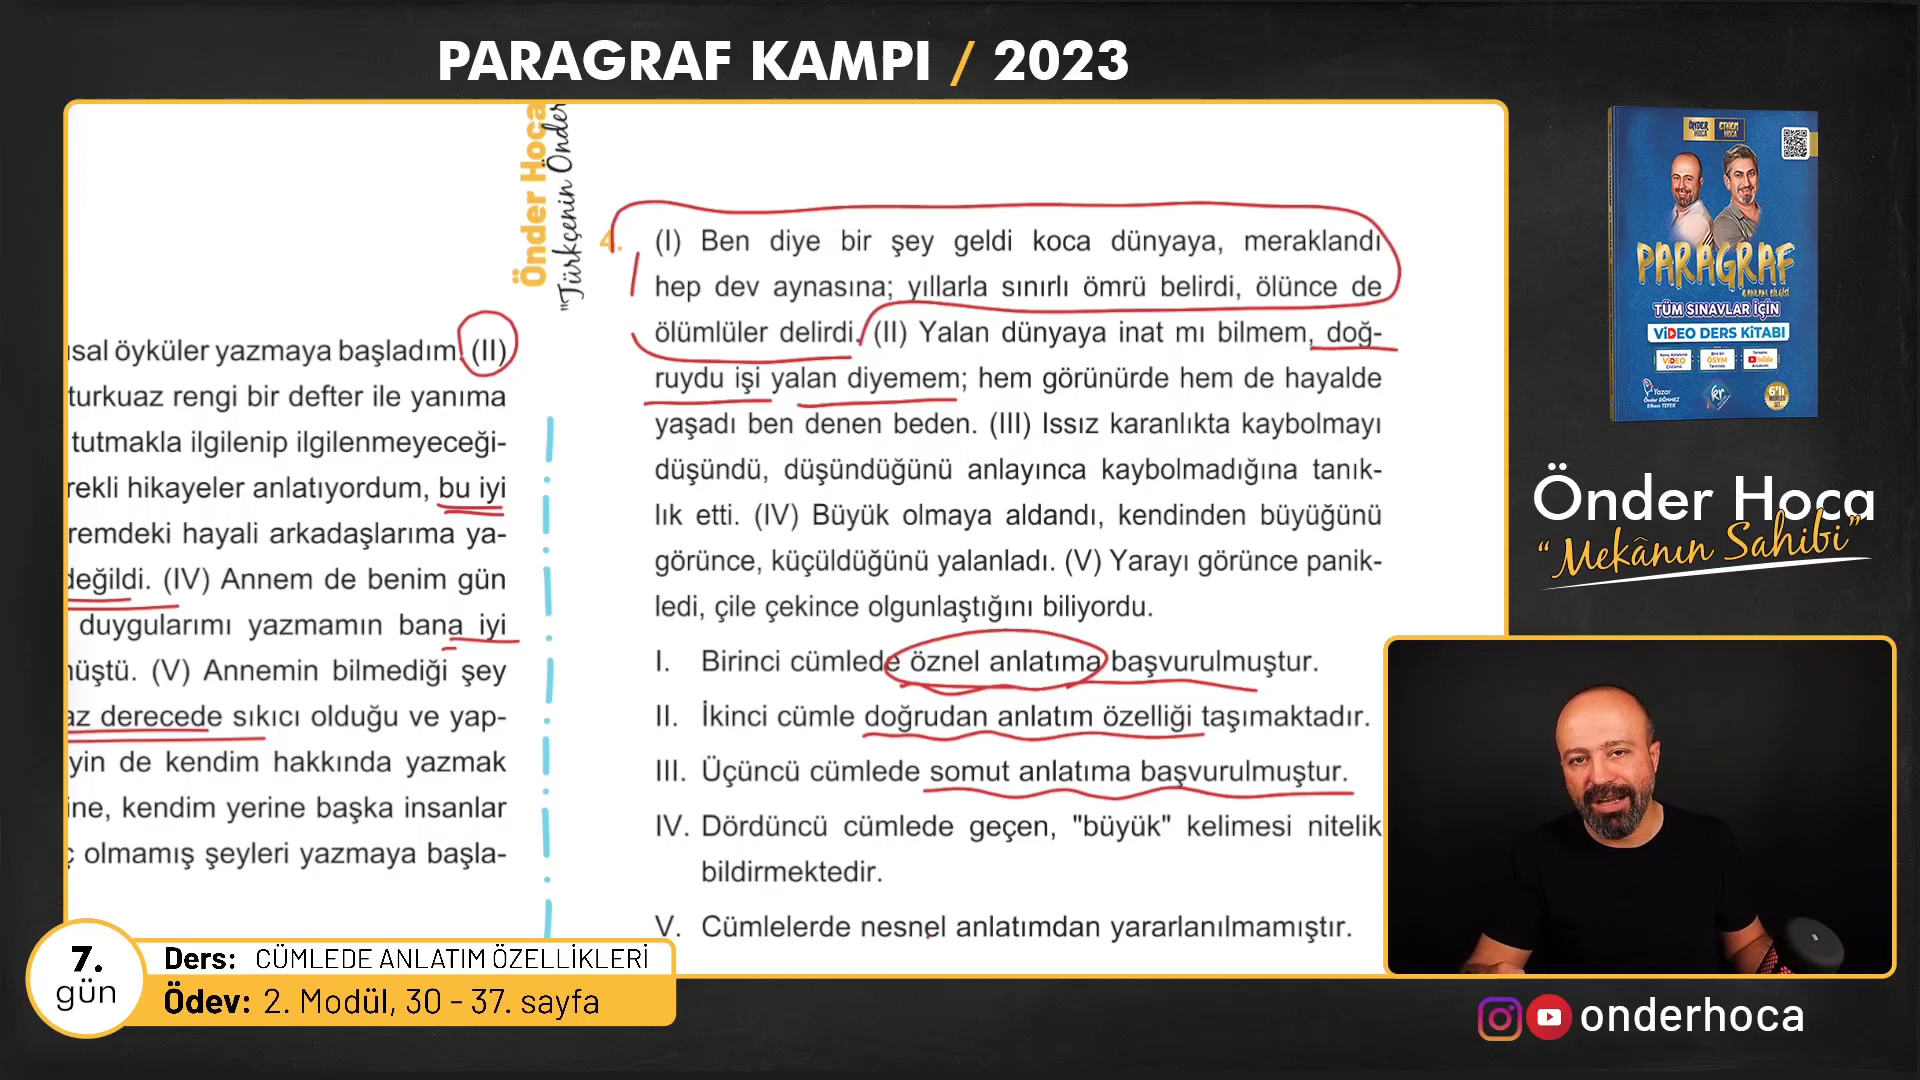 PARAGRAF KAMPI / 2023
Önder Hoca
"Türkçenin Önder
sal öyküler yazmaya başladım. (II)
turkuaz rengi bir defter ile yanıma
tutmakla ilgilenip ilgilenmeyeceği-
rekli hikayeler anlatıyordum, bu iyi
remdeki hayali arkadaşlarıma ya-
değildi. (IV) Annem de benim gün
duygularımı yazmamın bana iyi
üştü. (V) Annemin bilmediği şey
az derecede sıkıcı olduğu ve yap-
yin de kendim hakkında yazmak
ine, kendim yerine başka insanlar
ç olmamış şeyleri yazmaya başla-
4. (I) Ben diye bir şey geldi koca dünyaya, meraklandı
hep dev aynasına; yıllarla sınırlı ömrü belirdi, ölünce de
ölümlüler delirdi. (II) Yalan dünyaya inat mı bilmem, doğ-
ruydu işi yalan diyemem; hem görünürde hem de hayalde
yaşadı ben denen beden. (III) Issız karanlıkta kaybolmayı
düşündü, düşündüğünü anlayınca kaybolmadığına tanık-
lık etti. (IV) Büyük olmaya aldandı, kendinden büyüğünü
görünce, küçüldüğünü yalanladı. (V) Yarayı görünce panik-
ledi, çile çekince olgunlaştığını biliyordu.
I. Birinci cümlede öznel anlatıma başvurulmuştur.
II. İkinci cümle doğrudan anlatım özelliği taşımaktadır.
III. Üçüncü cümlede somut anlatıma başvurulmuştur.
IV. Dördüncü cümlede geçen, "büyük" kelimesi nitelik
bildirmektedir.
V. Cümlelerde nesnel anlatımdan yararlanılmamıştır.
ÖNDER HOCA
ETHEM HOCA
PARAGRAF
TÜM SINAVLAR İÇİN
VİDEO DERS KİTABI
Yazar
Önder DÖNMEZ
Önder Hoca
"Mekânın Sahibi"
7.
gün
Ders: CÜMLEDE ANLATIM ÖZELLİKLERİ
Ödev: 2. Modül, 30 - 37. sayfa
onderhoca